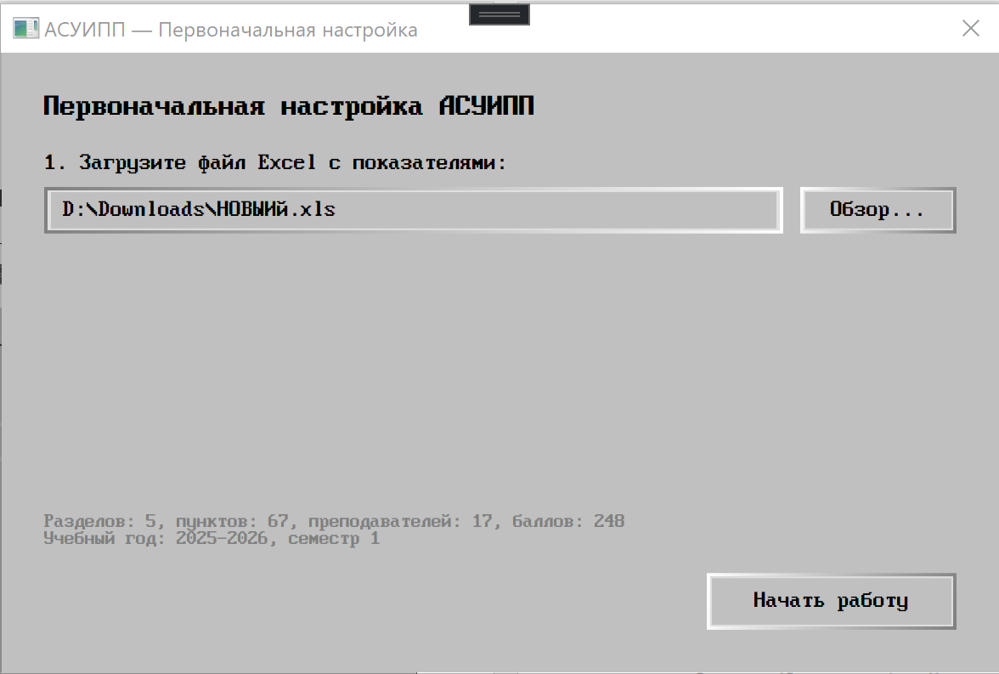 АСУИПП — Первоначальная настройка
Первоначальная настройка АСУИПП
1. Загрузите файл Excel с показателями:
D:\Downloads\НОВЫИй.xls
Обзор...
Разделов: 5, пунктов: 67, преподавателей: 17, баллов: 248
Учебный год: 2025-2026, семестр 1
Начать работу